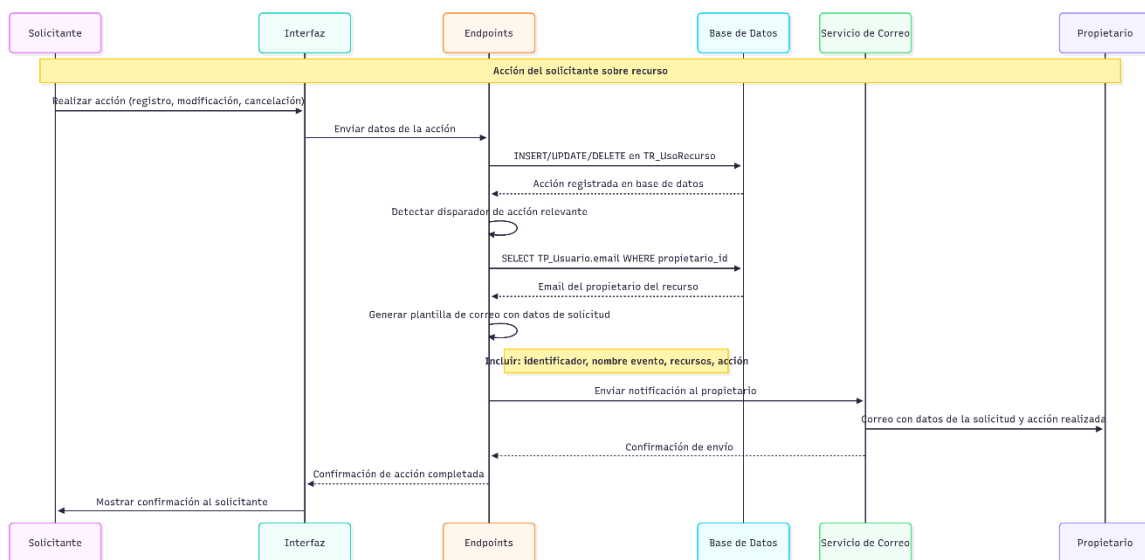 Solicitante
Interfaz
Endpoints
Base de Datos
Servicio de Correo
Propietario
Acción del solicitante sobre recurso
Realizar acción (registro, modificación, cancelación)
Enviar datos de la acción
INSERT/UPDATE/DELETE en TR_UsoRecurso
Acción registrada en base de datos
Detectar disparador de acción relevante
SELECT TP_Usuario.email WHERE propietario_id
Email del propietario del recurso
Generar plantilla de correo con datos de solicitud
Incluir: identificador, nombre evento, recursos, acción
Enviar notificación al propietario
Correo con datos de la solicitud y acción realizada
Confirmación de envío
Confirmación de acción completada
Mostrar confirmación al solicitante
Solicitante
Interfaz
Endpoints
Base de Datos
Servicio de Correo
Propietario